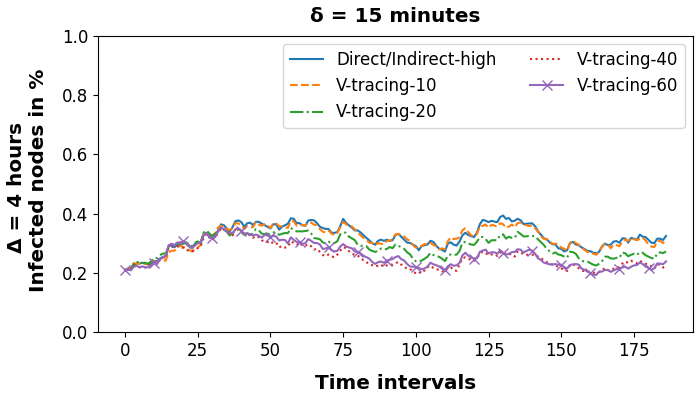 δ = 15 minutes
Δ = 4 hours
Infected nodes in %
1.0
0.8
0.6
0.4
0.2
0.0
Direct/Indirect-high
V-tracing-10
V-tracing-20
V-tracing-40
V-tracing-60
0 25 50 75 100 125 150 175
Time intervals